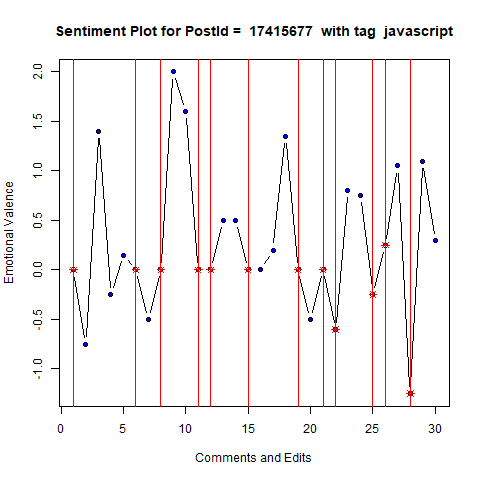 Sentiment Plot for PostId =  17415677  with tag  javascript
Emotional Valence
2.0
1.5
1.0
0.5
0.0
-0.5
-1.0
0 5 10 15 20 25 30
Comments and Edits